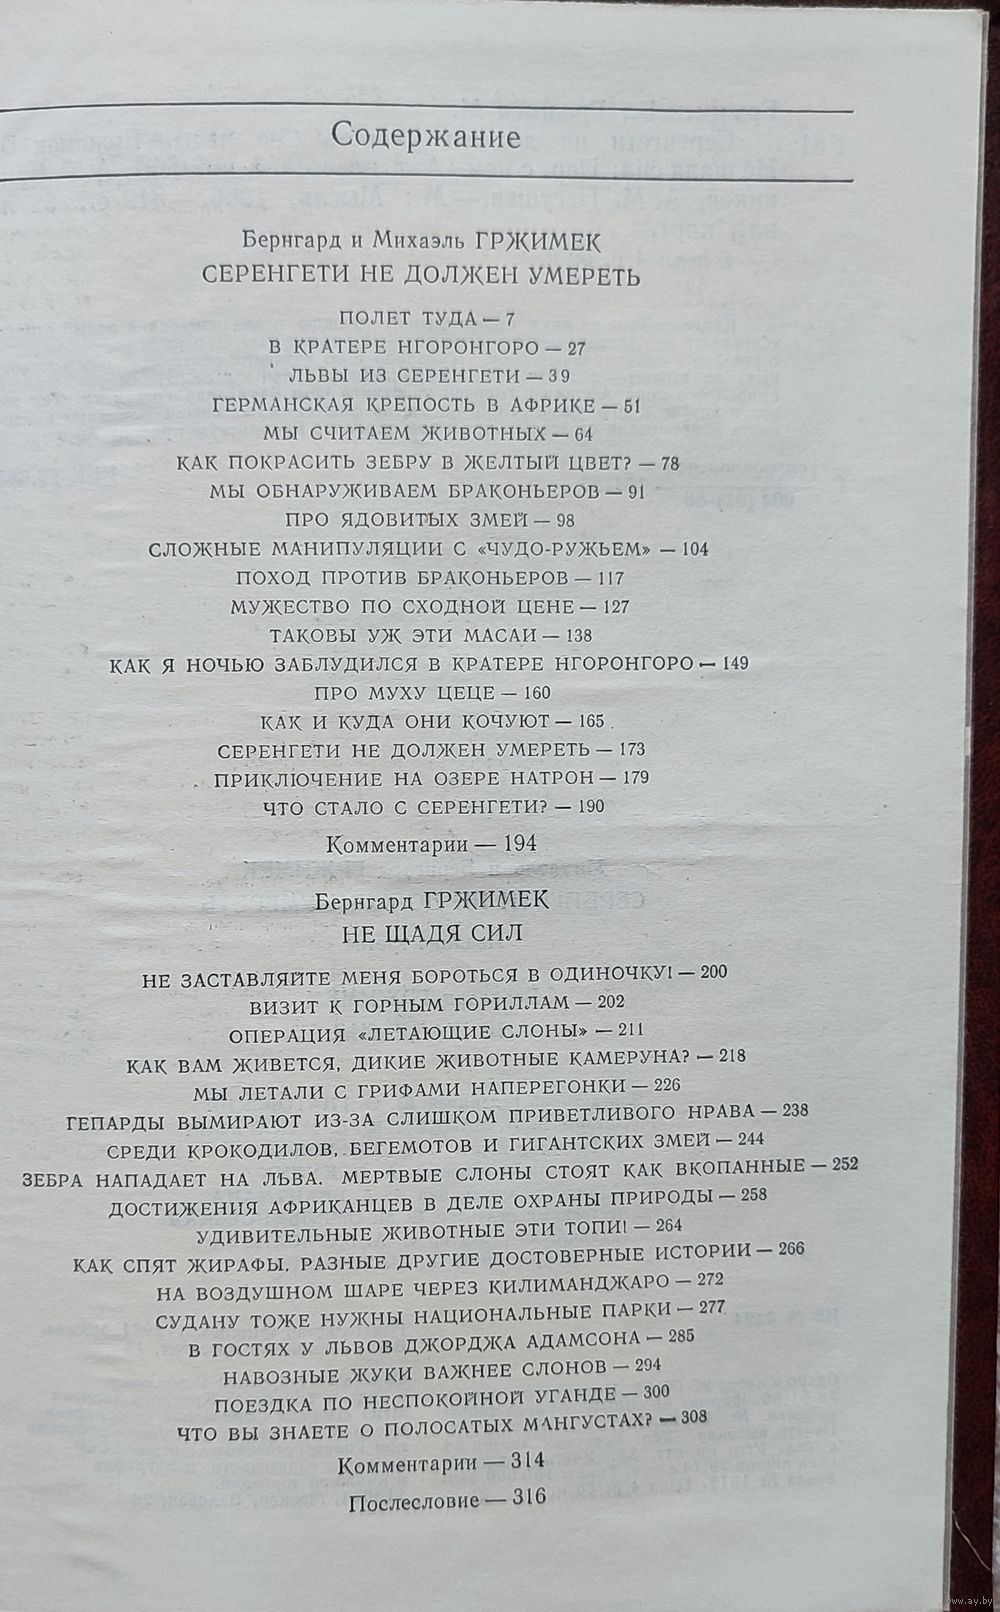 Содержание
Бернгард и Михаэль ГРЖИМЕК
СЕРЕНГЕТИ НЕ ДОЛЖЕН УМЕРЕТЬ
ПОЛЕТ ТУДА — 7
В КРАТЕРЕ НГОРОНГОРО — 27
ЛЬВЫ ИЗ СЕРЕНГЕТИ — 39
ГЕРМАНСКАЯ КРЕПОСТЬ В АФРИКЕ — 51
МЫ СЧИТАЕМ ЖИВОТНЫХ — 64
КАК ПОКРАСИТЬ ЗЕБРУ В ЖЕЛТЫЙ ЦВЕТ? — 78
МЫ ОБНАРУЖИВАЕМ БРАКОНЬЕРОВ — 91
ПРО ЯДОВИТЫХ ЗМЕЙ — 98
СЛОЖНЫЕ МАНИПУЛЯЦИИ С «ЧУДО-РУЖЬЕМ» — 104
ПОХОД ПРОТИВ БРАКОНЬЕРОВ — 117
МУЖЕСТВО ПО СХОДНОЙ ЦЕНЕ — 127
ТАКОВЫ УЖ ЭТИ МАСАИ — 138
КАК Я НОЧЬЮ ЗАБЛУДИЛСЯ В КРАТЕРЕ НГОРОНГОРО — 149
ПРО МУХУ ЦЕЦЕ — 160
КАК И КУДА ОНИ КОЧУЮТ — 165
СЕРЕНГЕТИ НЕ ДОЛЖЕН УМЕРЕТЬ — 173
ПРИКЛЮЧЕНИЕ НА ОЗЕРЕ НАТРОН — 179
ЧТО СТАЛО С СЕРЕНГЕТИ? — 190
Комментарии — 194
Бернгард ГРЖИМЕК
НЕ ЩАДЯ СИЛ
НЕ ЗАСТАВЛЯЙТЕ МЕНЯ БОРОТЬСЯ В ОДИНОЧКУ! — 200
ВИЗИТ К ГОРНЫМ ГОРИЛЛАМ — 202
ОПЕРАЦИЯ «ЛЕТАЮЩИЕ СЛОНЫ» — 211
КАК ВАМ ЖИВЕТСЯ, ДИКИЕ ЖИВОТНЫЕ КАМЕРУНА? — 218
МЫ ЛЕТАЛИ С ГРИФАМИ НАПЕРЕГОНКИ — 226
ГЕПАРДЫ ВЫМИРАЮТ ИЗ-ЗА СЛИШКОМ ПРИВЕТЛИВОГО НРАВА — 238
СРЕДИ КРОКОДИЛОВ, БЕГЕМОТОВ И ГИГАНТСКИХ ЗМЕЙ — 244
ЗЕБРА НАПАДАЕТ НА ЛЬВА. МЕРТВЫЕ СЛОНЫ СТОЯТ КАК ВКОПАННЫЕ — 252
ДОСТИЖЕНИЯ АФРИКАНЦЕВ В ДЕЛЕ ОХРАНЫ ПРИРОДЫ — 258
УДИВИТЕЛЬНЫЕ ЖИВОТНЫЕ ЭТИ ТОПИ! — 264
КАК СПЯТ ЖИРАФЫ. РАЗНЫЕ ДРУГИЕ ДОСТОВЕРНЫЕ ИСТОРИИ — 266
НА ВОЗДУШНОМ ШАРЕ ЧЕРЕЗ КИЛИМАНДЖАРО — 272
СУДАНУ ТОЖЕ НУЖНЫ НАЦИОНАЛЬНЫЕ ПАРКИ — 277
В ГОСТЯХ У ЛЬВОВ ДЖОРДЖА АДАМСОНА — 285
НАВОЗНЫЕ ЖУКИ ВАЖНЕЕ СЛОНОВ — 294
ПОЕЗДКА ПО НЕСПОКОЙНОЙ УГАНДЕ — 300
ЧТО ВЫ ЗНАЕТЕ О ПОЛОСАТЫХ МАНГУСТАХ? — 308
Комментарии — 314
Послесловие — 316
www.ay.by